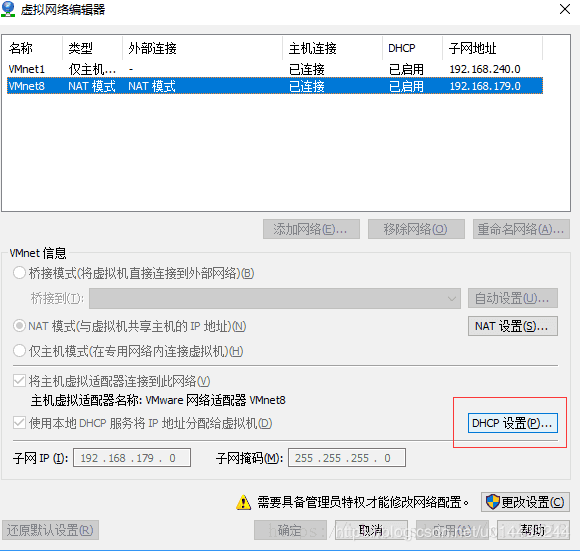 虚拟网络编辑器
名称 类型 外部连接 主机连接 DHCP 子网地址
VMnet1 仅主机... - 已连接 已启用 192.168.240.0
VMnet8 NAT 模式 NAT 模式 已连接 已启用 192.168.179.0
添加网络(E)... 移除网络(O) 重命名网络(A)...
VMnet 信息
桥接模式(将虚拟机直接连接到外部网络)(B)
桥接到(T): 自动设置(U)...
NAT 模式(与虚拟机共享主机的 IP 地址)(N) NAT 设置(S)...
仅主机模式(在专用网络内连接虚拟机)(H)
将主机虚拟适配器连接到此网络(V)
主机虚拟适配器名称: VMware 网络适配器 VMnet8
使用本地 DHCP 服务将 IP 地址分配给虚拟机(D) DHCP 设置(P)...
子网 IP (I): 192 .168 .179 . 0 子网掩码(M): 255 .255 .255 . 0
需要具备管理员特权才能修改网络配置。 更改设置(C)
还原默认设置(R) 确定 取消 应用(A) 帮助